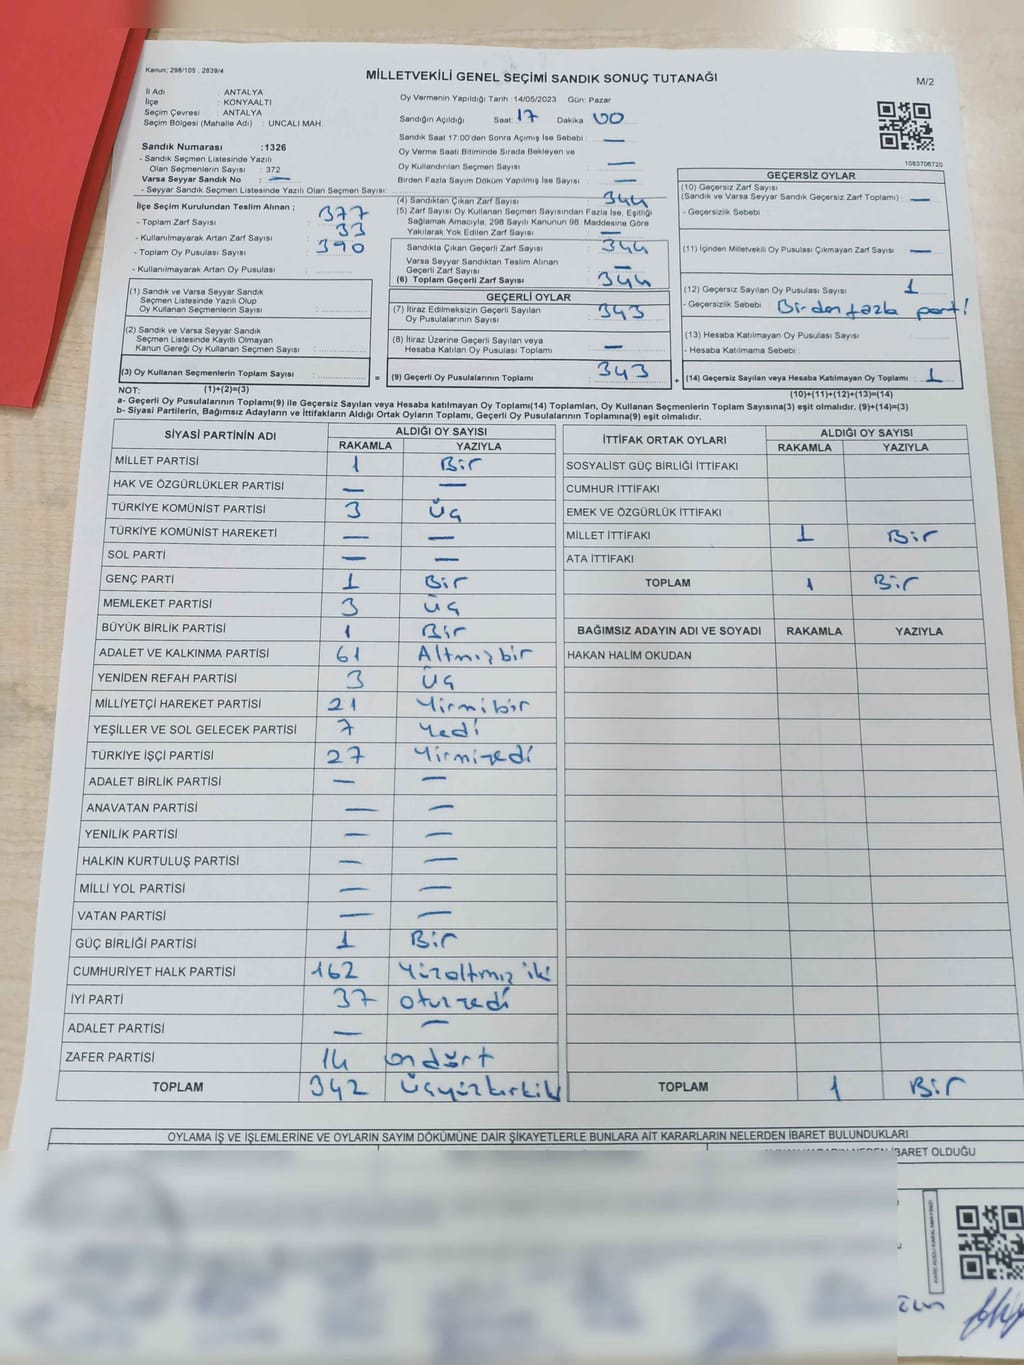 Kanun: 298/105 , 2839/4
MİLLETVEKİLİ GENEL SEÇİMİ SANDIK SONUÇ TUTANAĞI
M/2
İl Adı : ANTALYA
İlçe : KONYAALTI
Seçim Çevresi : ANTALYA
Seçim Bölgesi (Mahalle Adı) : UNCALI MAH.
Sandık Numarası :1326
- Sandık Seçmen Listesinde Yazılı
Olan Seçmenlerin Sayısı : 372
Varsa Seyyar Sandık No : —
- Seyyar Sandık Seçmen Listesinde Yazılı Olan Seçmen Sayısı:
Oy Vermenin Yapıldığı Tarih :14/05/2023 Gün: Pazar
Sandığın Açıldığı Saat: 17 Dakika 00
Sandık Saat 17:00'den Sonra Açımış İse Sebebi : —
Oy Verme Saati Bitiminde Sırada Bekleyen ve
Oy Kullandırılan Seçmen Sayısı : —
Birden Fazla Sayım Döküm Yapılmış İse Sayısı : —
1083706720
İlçe Seçim Kurulundan Teslim Alınan ;
- Toplam Zarf Sayısı : 377
- Kullanılmayarak Artan Zarf Sayısı : 33
- Toplam Oy Pusulası Sayısı : 390
- Kullanılmayarak Artan Oy Pusulası :
(1) Sandık ve Varsa Seyyar Sandık
Seçmen Listesinde Yazılı Olup
Oy Kullanan Seçmenlerin Sayısı :
(2) Sandık ve Varsa Seyyar Sandık
Seçmen Listesinde Kayıtlı Olmayan
Kanun Gereği Oy Kullanan Seçmen Sayısı :
(3) Oy Kullanan Seçmenlerin Toplam Sayısı :
(4) Sandıktan Çıkan Zarf Sayısı : 344
(5) Zarf Sayısı Oy Kullanan Seçmen Sayısından Fazla İse, Eşitliği
Sağlamak Amacıyla; 298 Sayılı Kanunun 98. Maddesine Göre
Yakılarak Yok Edilen Zarf Sayısı : —
Sandıkta Çıkan Geçerli Zarf Sayısı : 344
Varsa Seyyar Sandıktan Teslim Alınan
Geçerli Zarf Sayısı : —
(6) Toplam Geçerli Zarf Sayısı : 344
GEÇERLİ OYLAR
(7) İtiraz Edilmeksizin Geçerli Sayılan
Oy Pusulalarının Sayısı : 343
(8) İtiraz Üzerine Geçerli Sayılan veya
Hesaba Katılan Oy Pusulası Toplamı : —
= (9) Geçerli Oy Pusulalarının Toplamı : 343
GEÇERSİZ OYLAR
(10) Geçersiz Zarf Sayısı
(Sandık ve Varsa Seyyar Sandık Geçersiz Zarf Toplamı) : —
- Geçersizlik Sebebi :
(11) İçinden Milletvekili Oy Pusulası Çıkmayan Zarf Sayısı : —
(12) Geçersiz Sayılan Oy Pusulası Sayısı : 1
- Geçersizlik Sebebi : Birden fazla parti
(13) Hesaba Katılmayan Oy Pusulası Sayısı :
- Hesaba Katılmama Sebebi :
+ (14) Geçersiz Sayılan veya Hesaba Katılmayan Oy Toplamı : 1
NOT: (1)+(2)=(3)
(10)+(11)+(12)+(13)=(14)
a- Geçerli Oy Pusulalarının Toplamı(9) ile Geçersiz Sayılan veya Hesaba Katılmayan Oy Toplamı(14) Toplamları, Oy Kullanan Seçmenlerin Toplam Sayısına(3) eşit olmalıdır. (9)+(14)=(3)
b- Siyasi Partilerin, Bağımsız Adayların ve İttifakların Aldığı Ortak Oyların Toplamı, Geçerli Oy Pusulalarının Toplamına(9) eşit olmalıdır.
SİYASİ PARTİNİN ADI ALDIĞI OY SAYISI
RAKAMLA YAZIYLA
MİLLET PARTİSİ 1 Bir
HAK VE ÖZGÜRLÜKLER PARTİSİ — —
TÜRKİYE KOMÜNİST PARTİSİ 3 Üç
TÜRKİYE KOMÜNİST HAREKETİ — —
SOL PARTİ — —
GENÇ PARTİ 1 Bir
MEMLEKET PARTİSİ 3 Üç
BÜYÜK BİRLİK PARTİSİ 1 Bir
ADALET VE KALKINMA PARTİSİ 61 Altmışbir
YENİDEN REFAH PARTİSİ 3 Üç
MİLLİYETÇİ HAREKET PARTİSİ 21 Yirmibir
YEŞİLLER VE SOL GELECEK PARTİSİ 7 Yedi
TÜRKİYE İŞÇİ PARTİSİ 27 Yirmiyedi
ADALET BİRLİK PARTİSİ — —
ANAVATAN PARTİSİ — —
YENİLİK PARTİSİ — —
HALKIN KURTULUŞ PARTİSİ — —
MİLLİ YOL PARTİSİ — —
VATAN PARTİSİ — —
GÜÇ BİRLİĞİ PARTİSİ 1 Bir
CUMHURİYET HALK PARTİSİ 162 Yüzaltmış iki
İYİ PARTİ 37 otuzyedi
ADALET PARTİSİ — —
ZAFER PARTİSİ 14 ondört
TOPLAM 342 Üçyüzkırkiki
İTTİFAK ORTAK OYLARI ALDIĞI OY SAYISI
RAKAMLA YAZIYLA
SOSYALİST GÜÇ BİRLİĞİ İTTİFAKI
CUMHUR İTTİFAKI
EMEK VE ÖZGÜRLÜK İTTİFAKI
MİLLET İTTİFAKI 1 Bir
ATA İTTİFAKI
TOPLAM 1 Bir
BAĞIMSIZ ADAYIN ADI VE SOYADI RAKAMLA YAZIYLA
HAKAN HALİM OKUDAN
TOPLAM 1 Bir
OYLAMA İŞ VE İŞLEMLERİNE VE OYLARIN SAYIM DÖKÜMÜNE DAİR ŞİKAYETLERLE BUNLARA AİT KARARLARIN NELERDEN İBARET BULUNDUKLARI
İBARET OLDUĞU